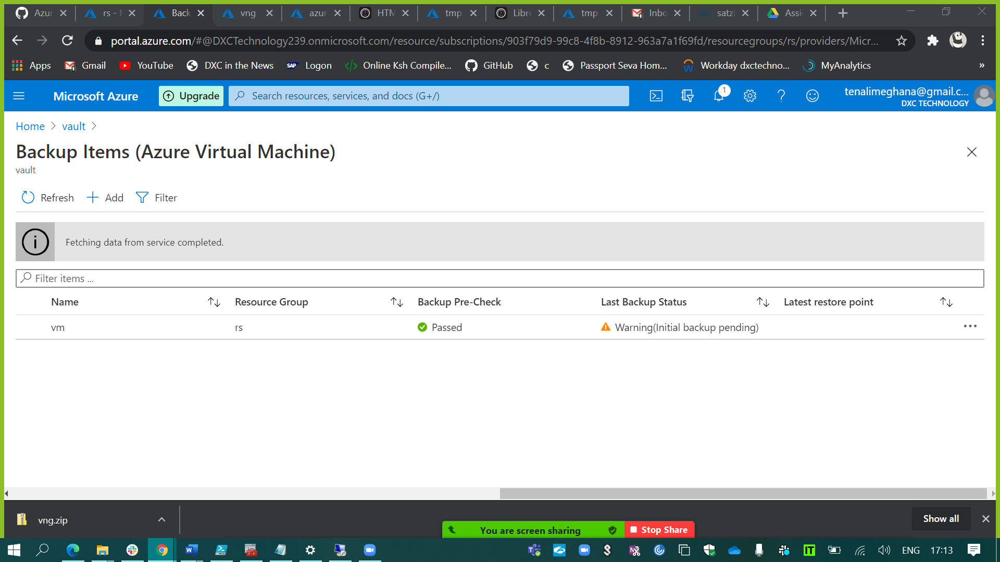 Azur
rs - M
Back
vng
azur
HTM
tmp
Libre
tmp
Inbo
satzi
Assig
portal.azure.com/#@DXCTechnology239.onmicrosoft.com/resource/subscriptions/903f79d9-99c8-4f8b-8912-963a7a1f69fd/resourcegroups/rs/providers/Micr...
Apps
Gmail
YouTube
DXC in the News
SAP
Logon
Online Ksh Compile...
GitHub
c
Passport Seva Hom...
Workday dxctechno...
MyAnalytics
»
Microsoft Azure
Upgrade
Search resources, services, and docs (G+/)
1
tenalimeghana@gmail.c...
DXC TECHNOLOGY
Home > vault >
Backup Items (Azure Virtual Machine)
vault
Refresh
Add
Filter
Fetching data from service completed.
Filter items ...
Name
Resource Group
Backup Pre-Check
Last Backup Status
Latest restore point
vm
rs
Passed
Warning(Initial backup pending)
...
vng.zip
Show all
You are screen sharing
Stop Share
ENG
17:13